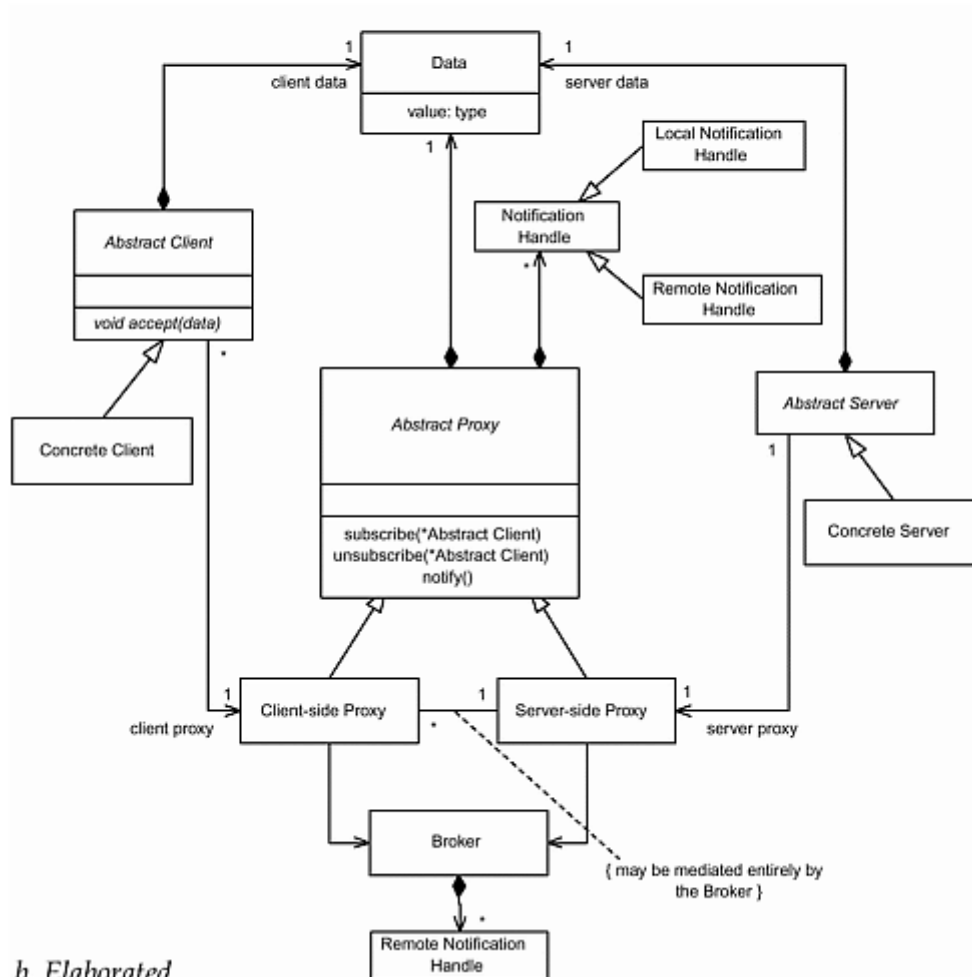 1
1
Data
client data
server data
value: type
1
Local Notification
Handle
Notification
Handle
*
Abstract Client
Remote Notification
Handle
void accept(data)
*
Abstract Proxy
Abstract Server
1
Concrete Client
Concrete Server
subscribe(*Abstract Client)
unsubscribe(*Abstract Client)
notify()
1
Client-side Proxy
*
1
Server-side Proxy
1
client proxy
server proxy
Broker
{ may be mediated entirely by
the Broker }
*
Remote Notification
Handle
b. Elaborated